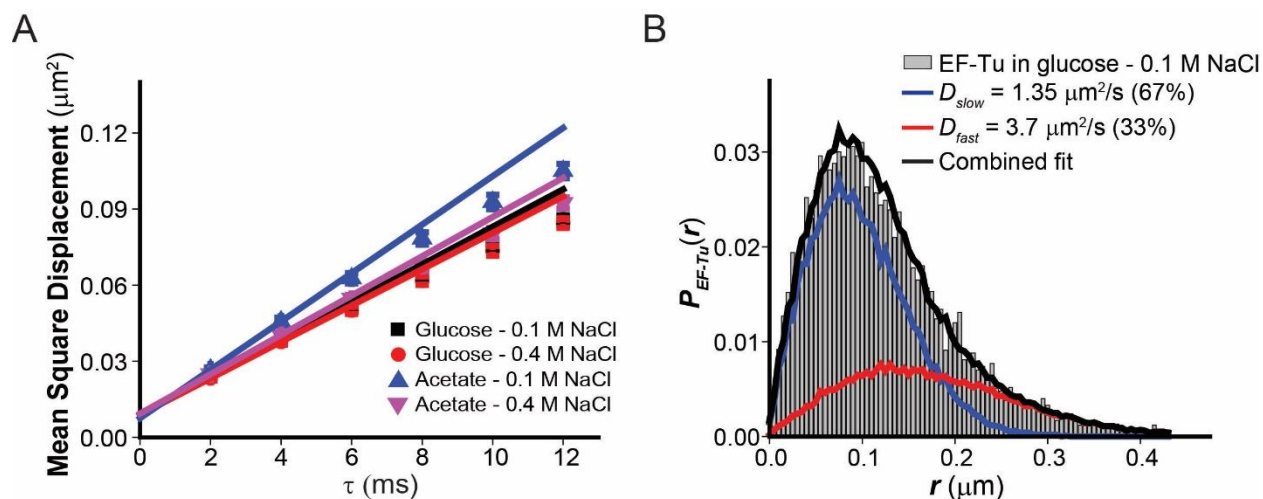 A
Mean Square Displacement (μm²)
0.12
0.09
0.06
0.03
0.00
0 2 4 6 8 10 12
τ (ms)
Glucose - 0.1 M NaCl
Glucose - 0.4 M NaCl
Acetate - 0.1 M NaCl
Acetate - 0.4 M NaCl
B
EF-Tu in glucose - 0.1 M NaCl
D_slow = 1.35 μm²/s (67%)
D_fast = 3.7 μm²/s (33%)
Combined fit
P_EF-Tu(r)
0.03
0.02
0.01
0.00
0.0 0.1 0.2 0.3 0.4
r (μm)